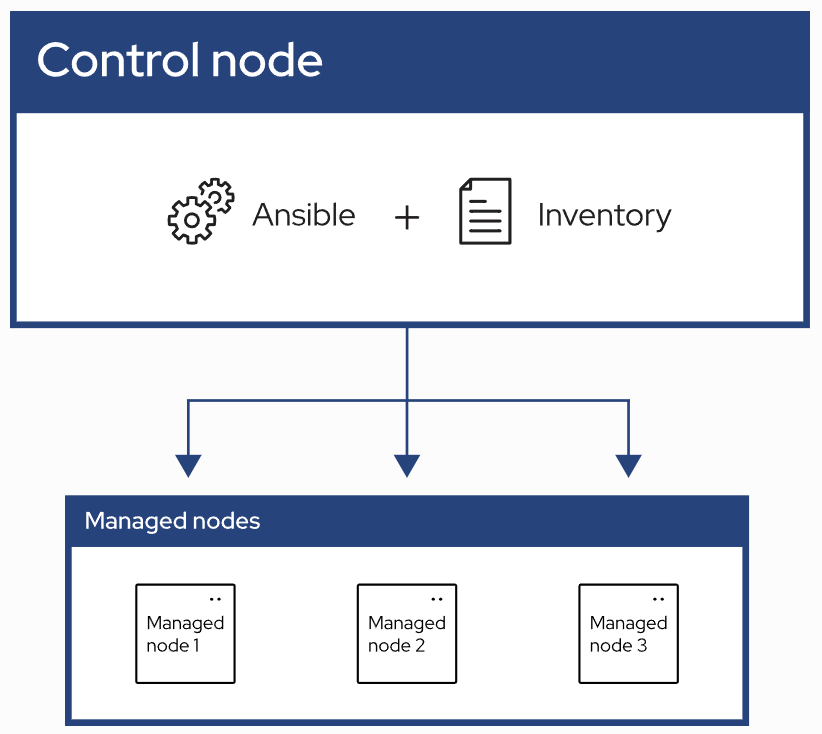 Control node
Ansible + Inventory
Managed nodes
Managed
node 1
Managed
node 2
Managed
node 3